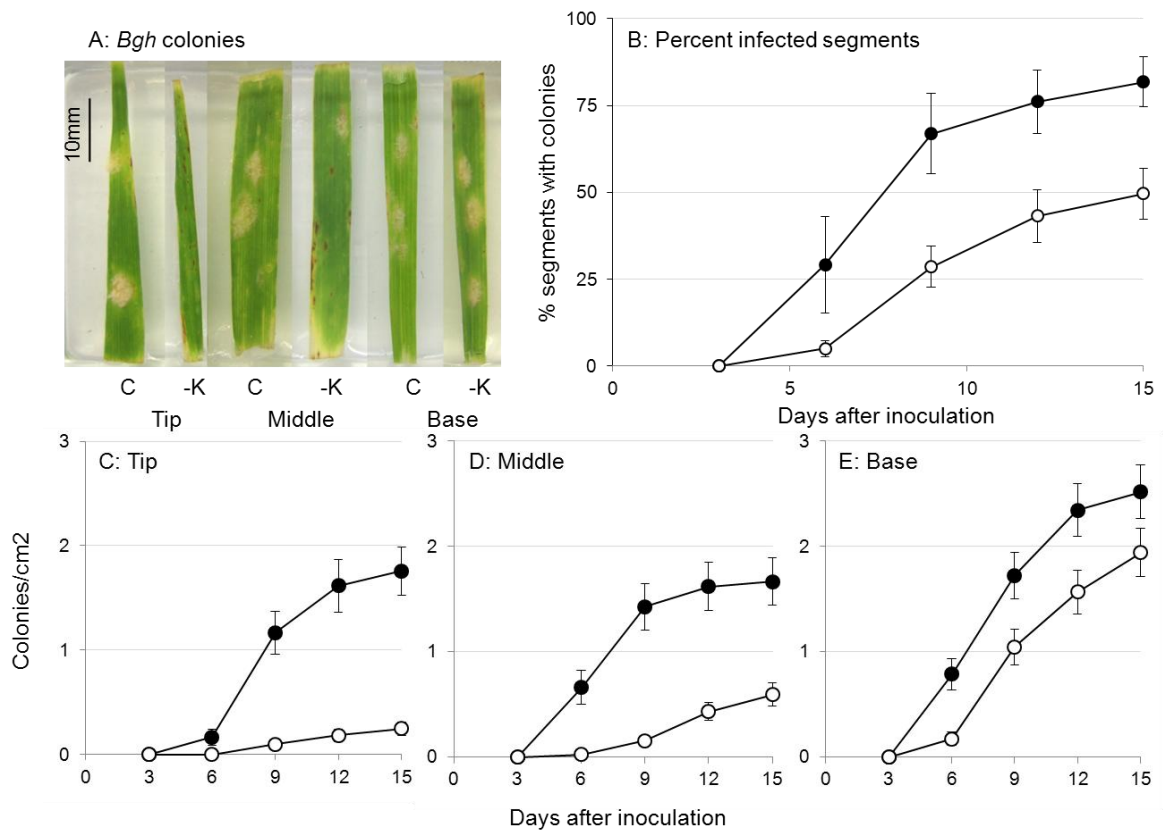 A: Bgh colonies
10mm
C -K C -K C -K
Tip Middle Base
B: Percent infected segments
% segments with colonies
100
75
50
25
0
0 5 10 15
Days after inoculation
C: Tip
Colonies/cm2
3
2
1
0
0 3 6 9 12 15
D: Middle
3
2
1
0
0 3 6 9 12 15
E: Base
3
2
1
0
0 3 6 9 12 15
Days after inoculation